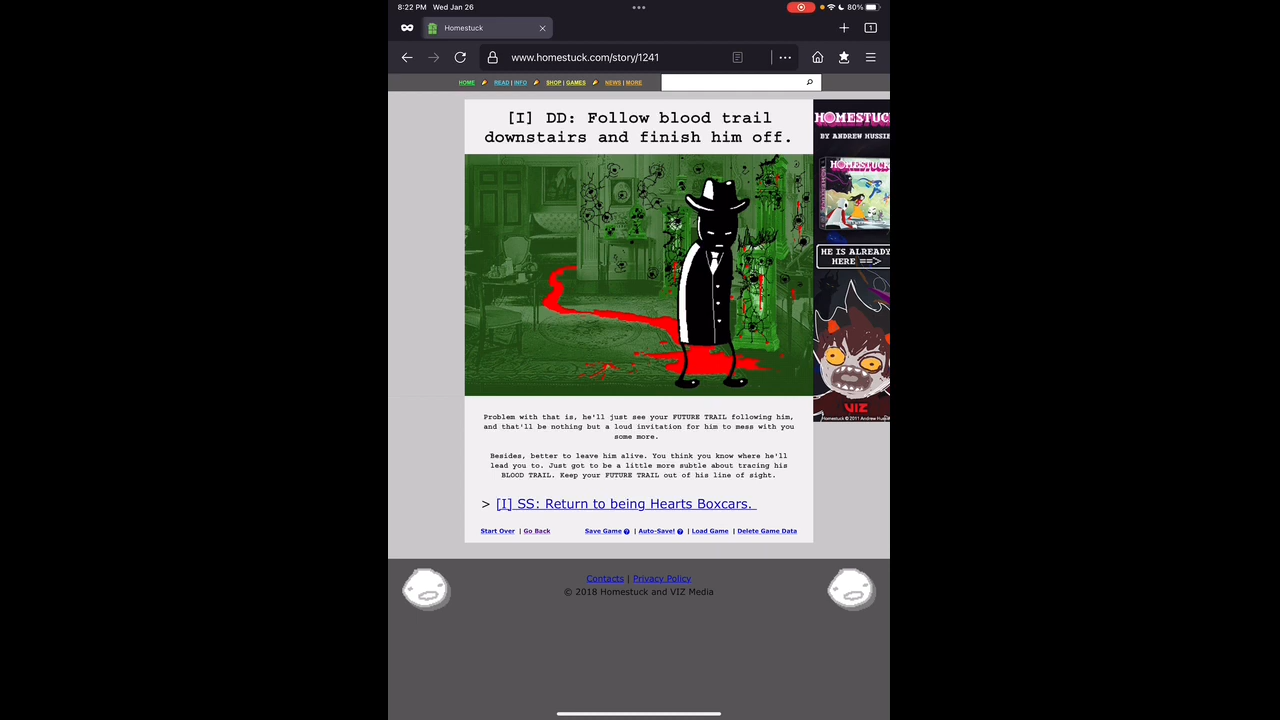 8:22 PM Wed Jan 26
80%
Homestuck
1
www.homestuck.com/story/1241
HOME READ | INFO SHOP | GAMES NEWS | MORE
[I] DD: Follow blood trail
downstairs and finish him off.
HOMESTUC
BY ANDREW HUSSIE
HOMESTUCK
HE IS ALREADY
HERE ==>
VIZ
Problem with that is, he'll just see your FUTURE TRAIL following him,
and that'll be nothing but a loud invitation for him to mess with you
some more.
Besides, better to leave him alive. You think you know where he'll
lead you to. Just got to be a little more subtle about tracing his
BLOOD TRAIL. Keep your FUTURE TRAIL out of his line of sight.
> [I] SS: Return to being Hearts Boxcars.
Start Over | Go Back Save Game ? | Auto-Save! ? | Load Game | Delete Game Data
Contacts | Privacy Policy
© 2018 Homestuck and VIZ Media